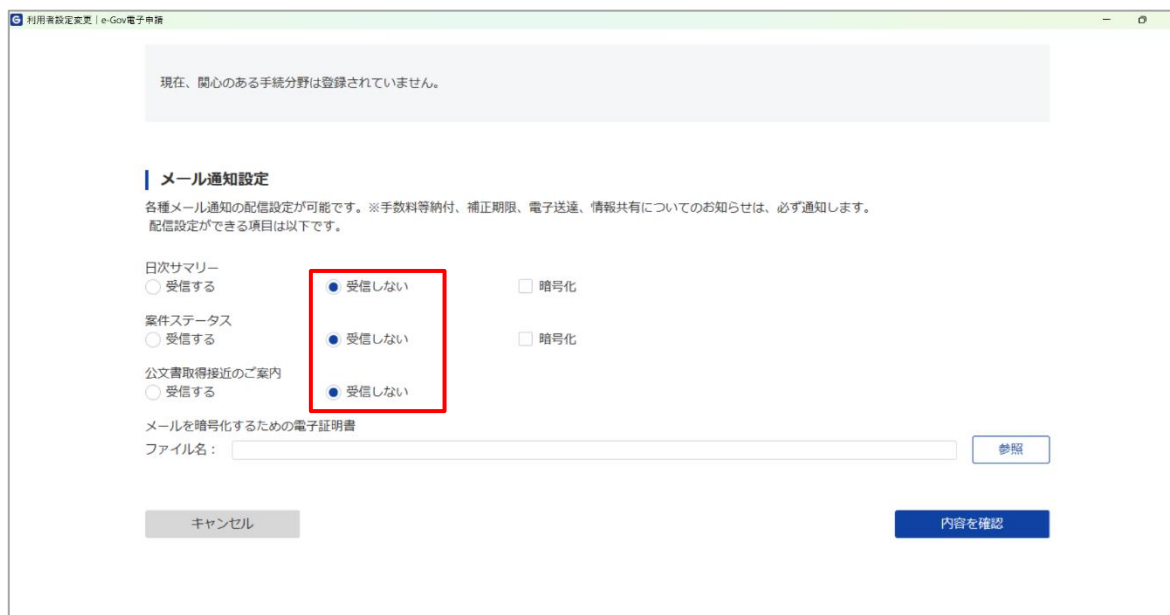 利用者設定変更｜e-Gov電子申請
現在、関心のある手続分野は登録されていません。
メール通知設定
各種メール通知の配信設定が可能です。※手数料等納付、補正期限、電子送達、情報共有についてのお知らせは、必ず通知します。
配信設定ができる項目は以下です。
日次サマリー
受信する 受信しない 暗号化
案件ステータス
受信する 受信しない 暗号化
公文書取得接近のご案内
受信する 受信しない
メールを暗号化するための電子証明書
ファイル名： 参照
キャンセル 内容を確認